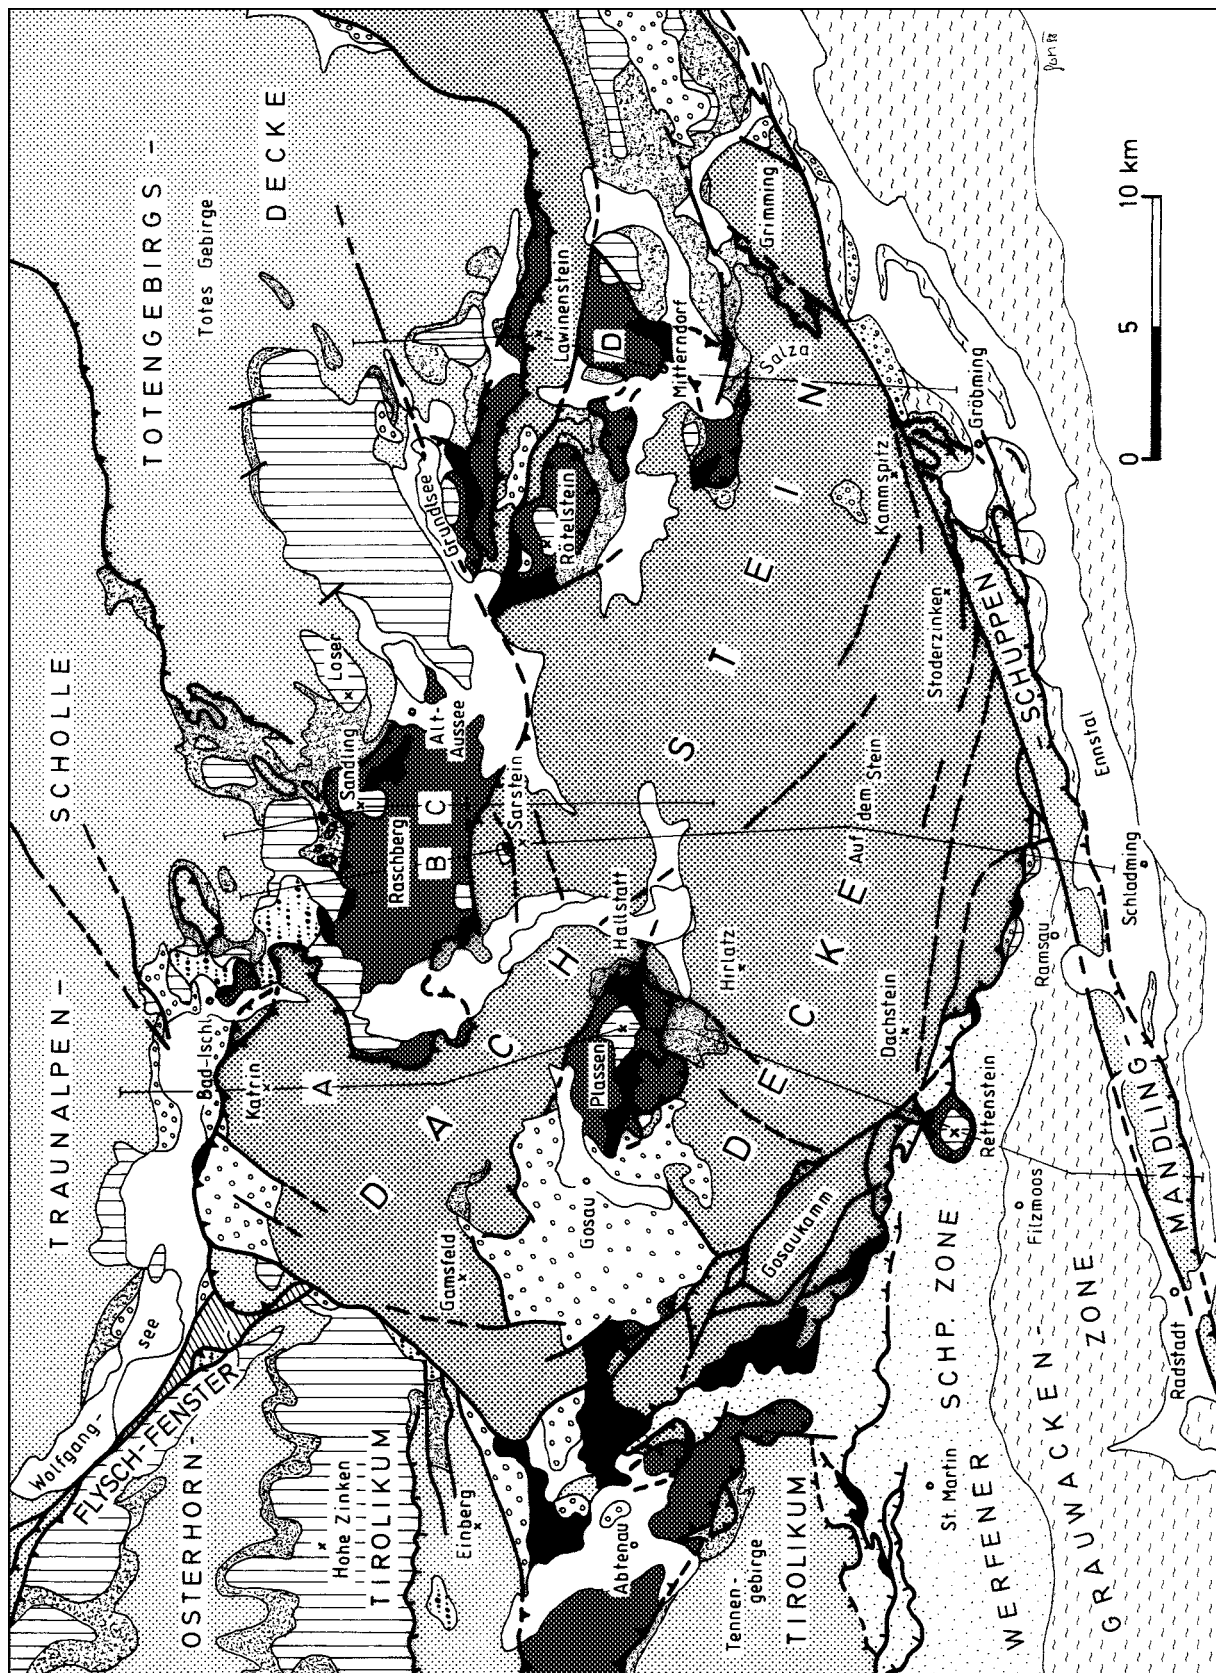 TRAUNALPEN – SCHOLLE
TOTENGEBIRGS –
DECKE
Totes Gebirge
Wolfgang-
see
FLYSCH-FENSTER
OSTERHORN-
TIROLIKUM
Hohe Zinken
Bad-Ischl
Katrin
Sandling
Loser
Raschberg
Alt-
Aussee
Grundlsee
A
B
C
D
Einberg
Gamsfeld
Sarstein
Rötelstein
Lawinenstein
Gosau
Plassen
Hallstatt
Mitterndorf
Abtenau
Hirlatz
Salza
Grimming
DACHSTEIN
DECKE
Tennen-
gebirge
TIROLIKUM
Gosaukamm
Dachstein
Auf dem Stein
Stoderzinken
Kammspitz
Gröbming
Rettenstein
St. Martin
WERFENER SCHP. ZONE
Filzmoos
Ramsau
GRAUWACKEN-
ZONE
Radstadt
MANDLING – SCHUPPEN
Schladming
Ennstal
0 5 10 km